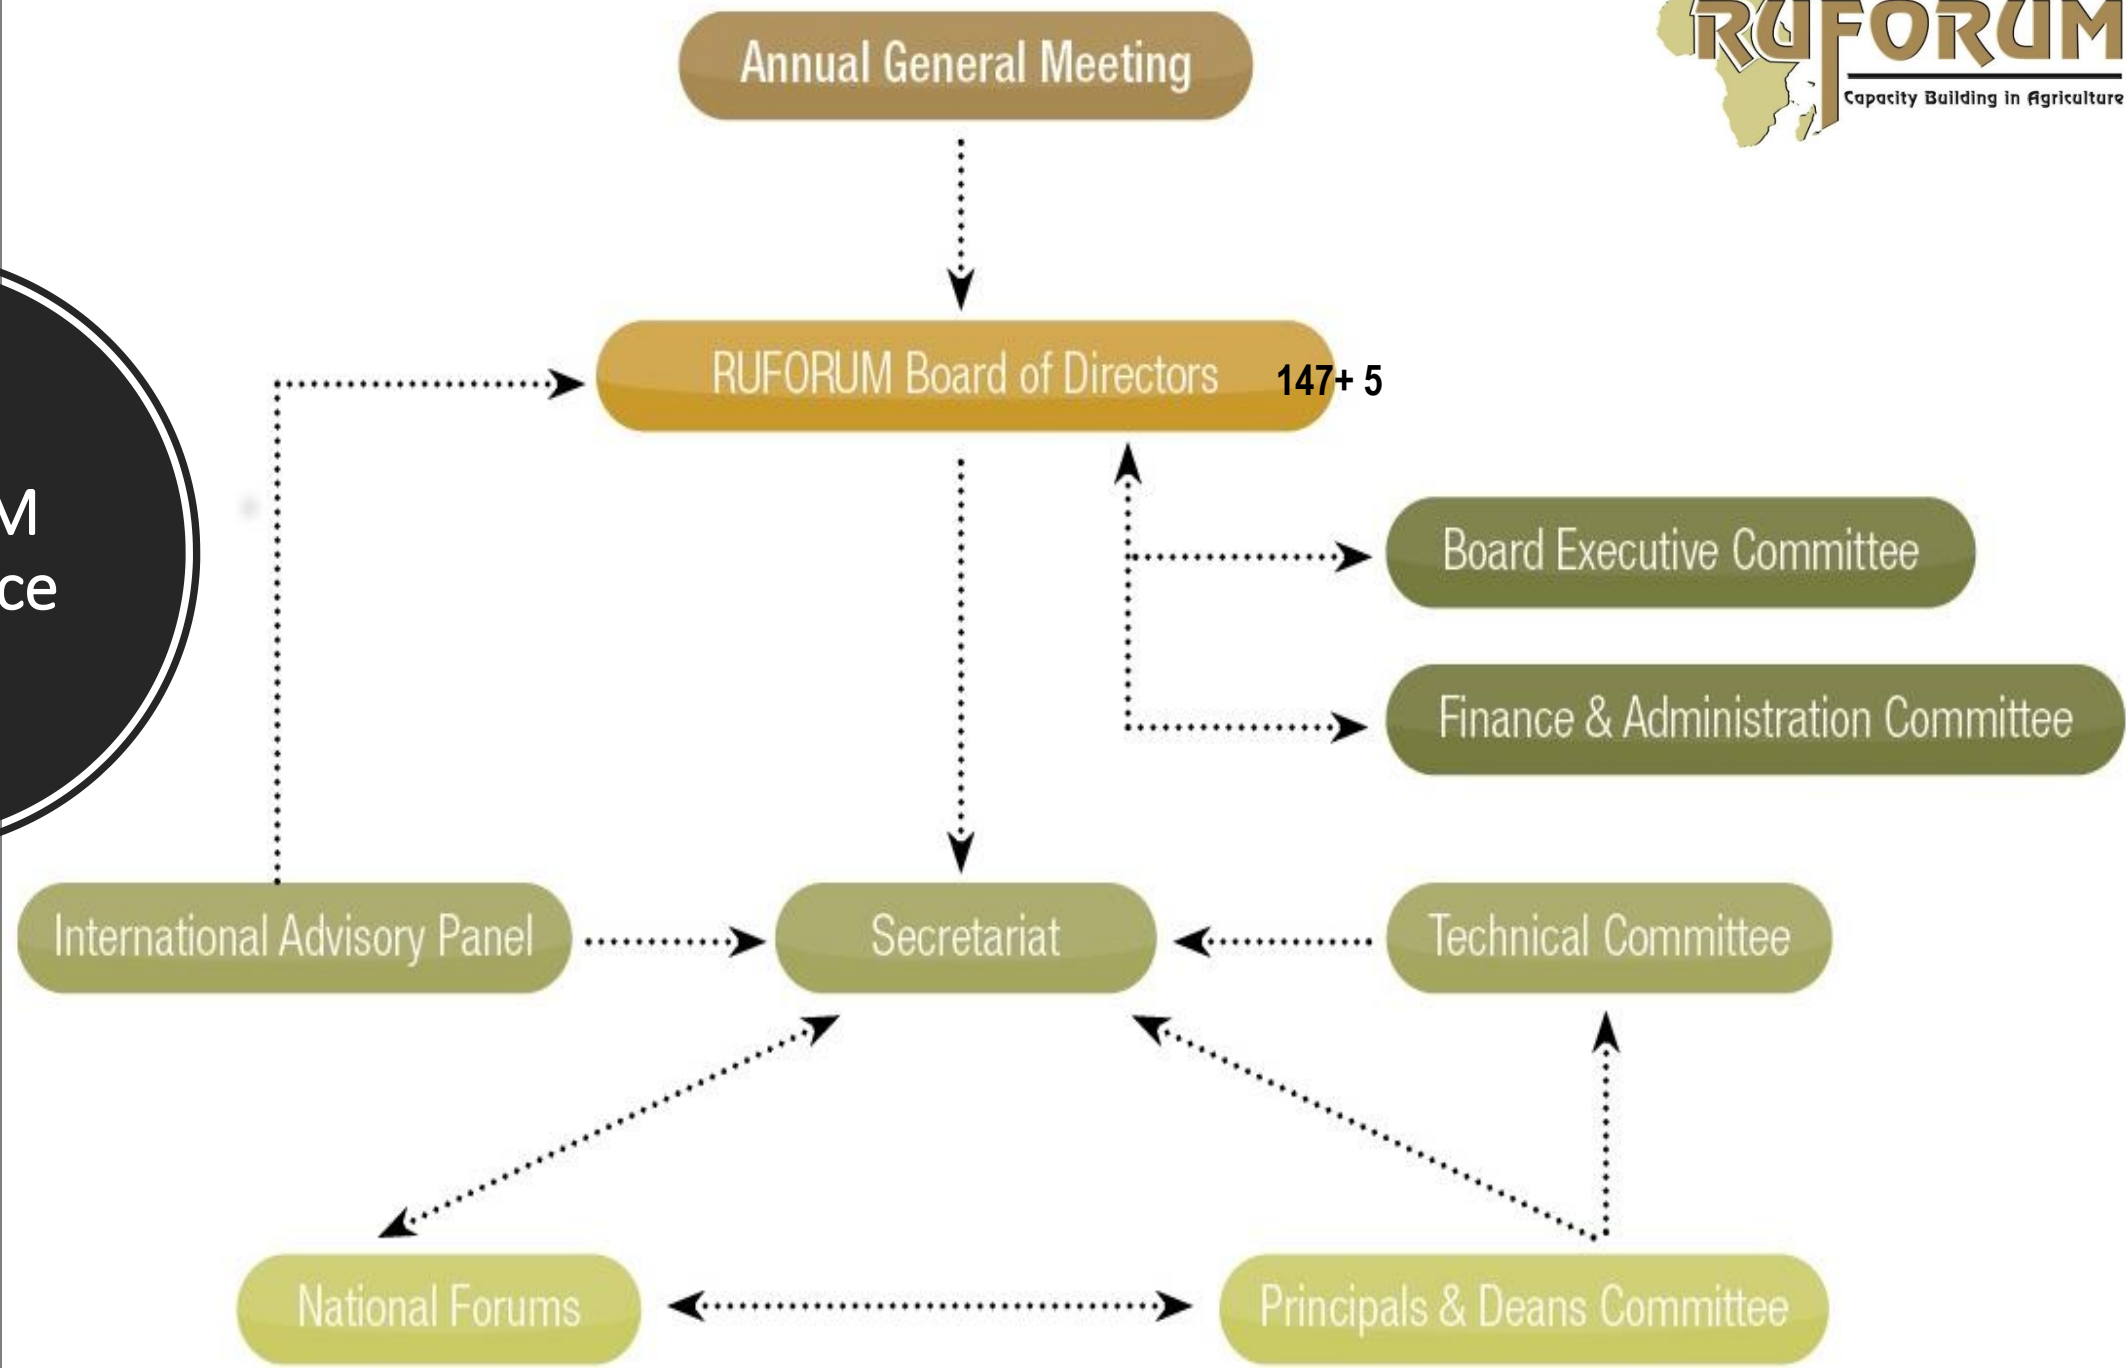 RUFORUM
Capacity Building in Agriculture
Annual General Meeting
RUFORUM Board of Directors 147+ 5
Board Executive Committee
Finance & Administration Committee
M
ce
International Advisory Panel
Secretariat
Technical Committee
National Forums
Principals & Deans Committee